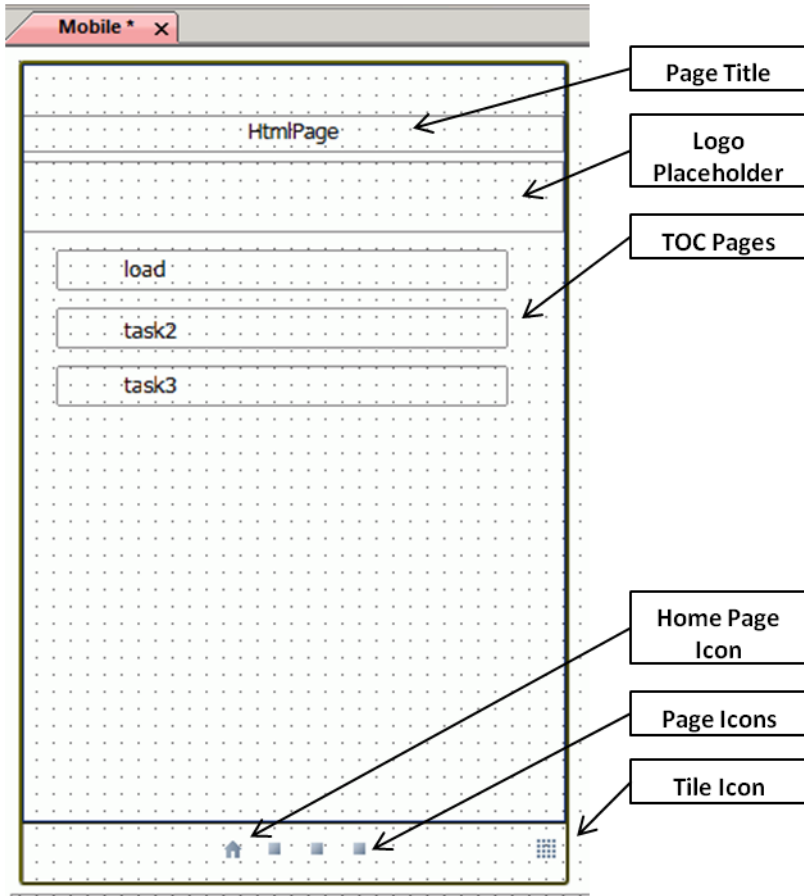 Mobile *
Page Title
HtmlPage
Logo
Placeholder
TOC Pages
load
task2
task3
Home Page
Icon
Page Icons
Tile Icon